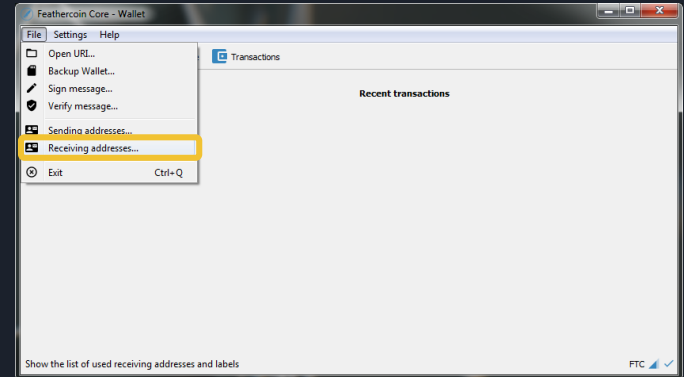 Feathercoin Core - Wallet
File Settings Help
Open URI...
Transactions
Backup Wallet...
Sign message...
Recent transactions
Verify message...
Sending addresses...
Receiving addresses...
Exit Ctrl+Q
Show the list of used receiving addresses and labels
FTC